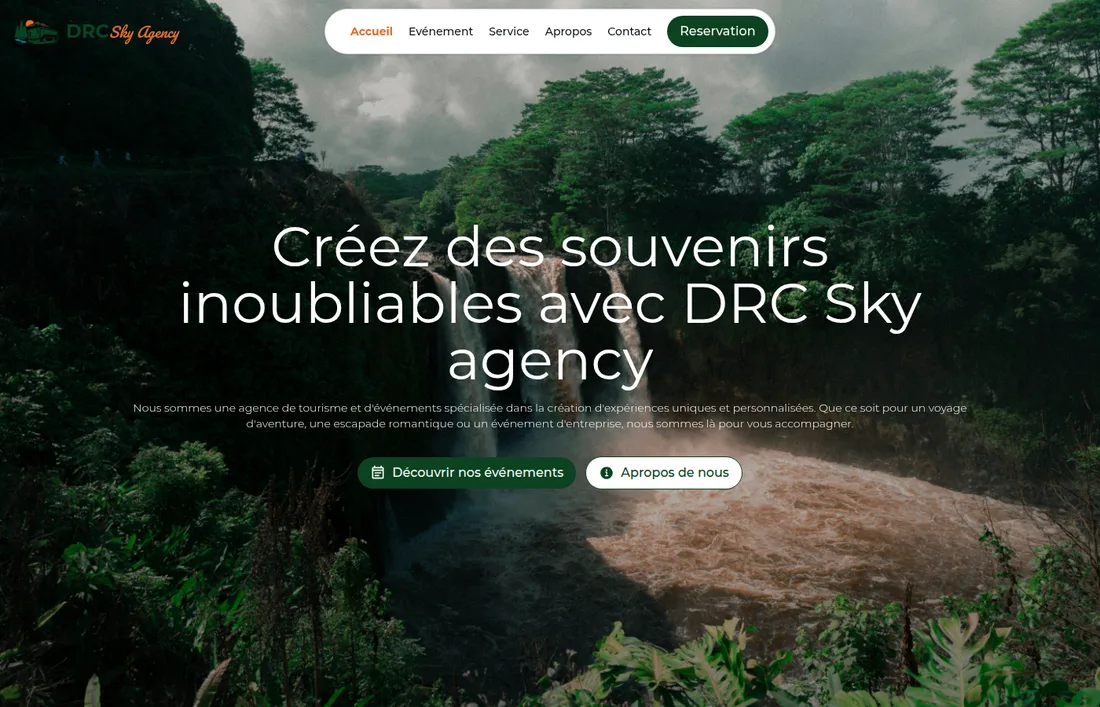 DRC Sky Agency
Accueil Evénement Service Apropos Contact Reservation
Créez des souvenirs
inoubliables avec DRC Sky
agency
Nous sommes une agence de tourisme et d'événements spécialisée dans la création d'expériences uniques et personnalisées. Que ce soit pour un voyage
d'aventure, une escapade romantique ou un événement d'entreprise, nous sommes là pour vous accompagner.
Découvrir nos événements Apropos de nous